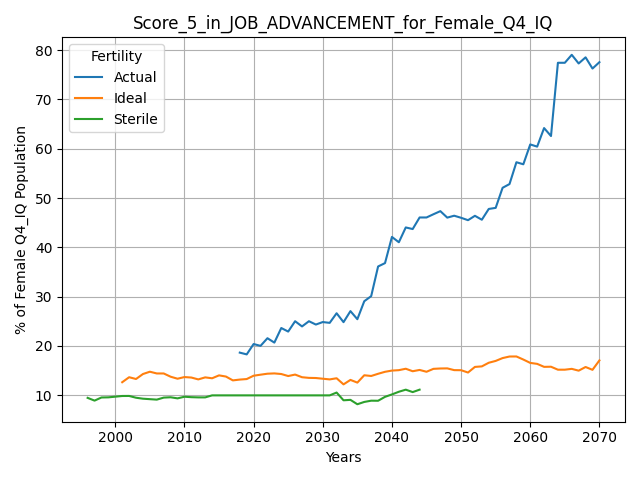 Score_5_in_JOB_ADVANCEMENT_for_Female_Q4_IQ
Fertility
Actual
Ideal
Sterile
% of Female Q4_IQ Population
80
70
60
50
40
30
20
10
2000 2010 2020 2030 2040 2050 2060 2070
Years